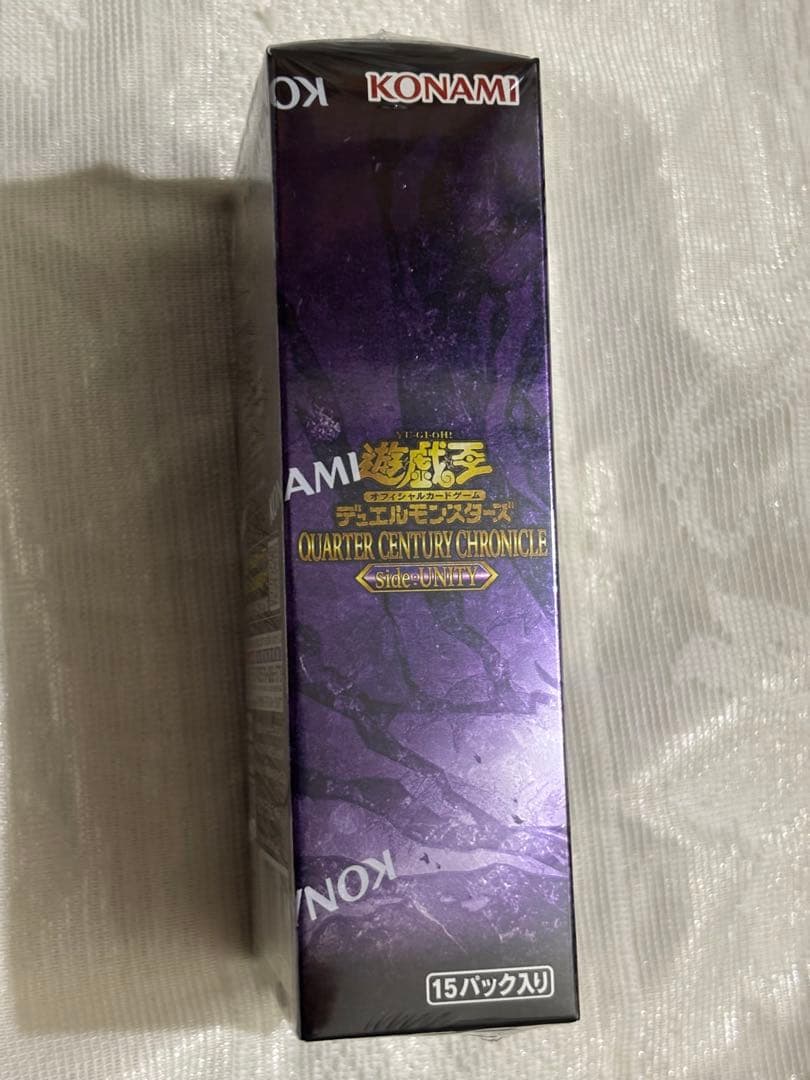 KONAMI
KO
YU-GI-OH!
AMI
遊戯王
オフィシャルカードゲーム
デュエルモンスターズ
QUARTER CENTURY CHRONICLE
side:UNITY
KONA
15パック入り